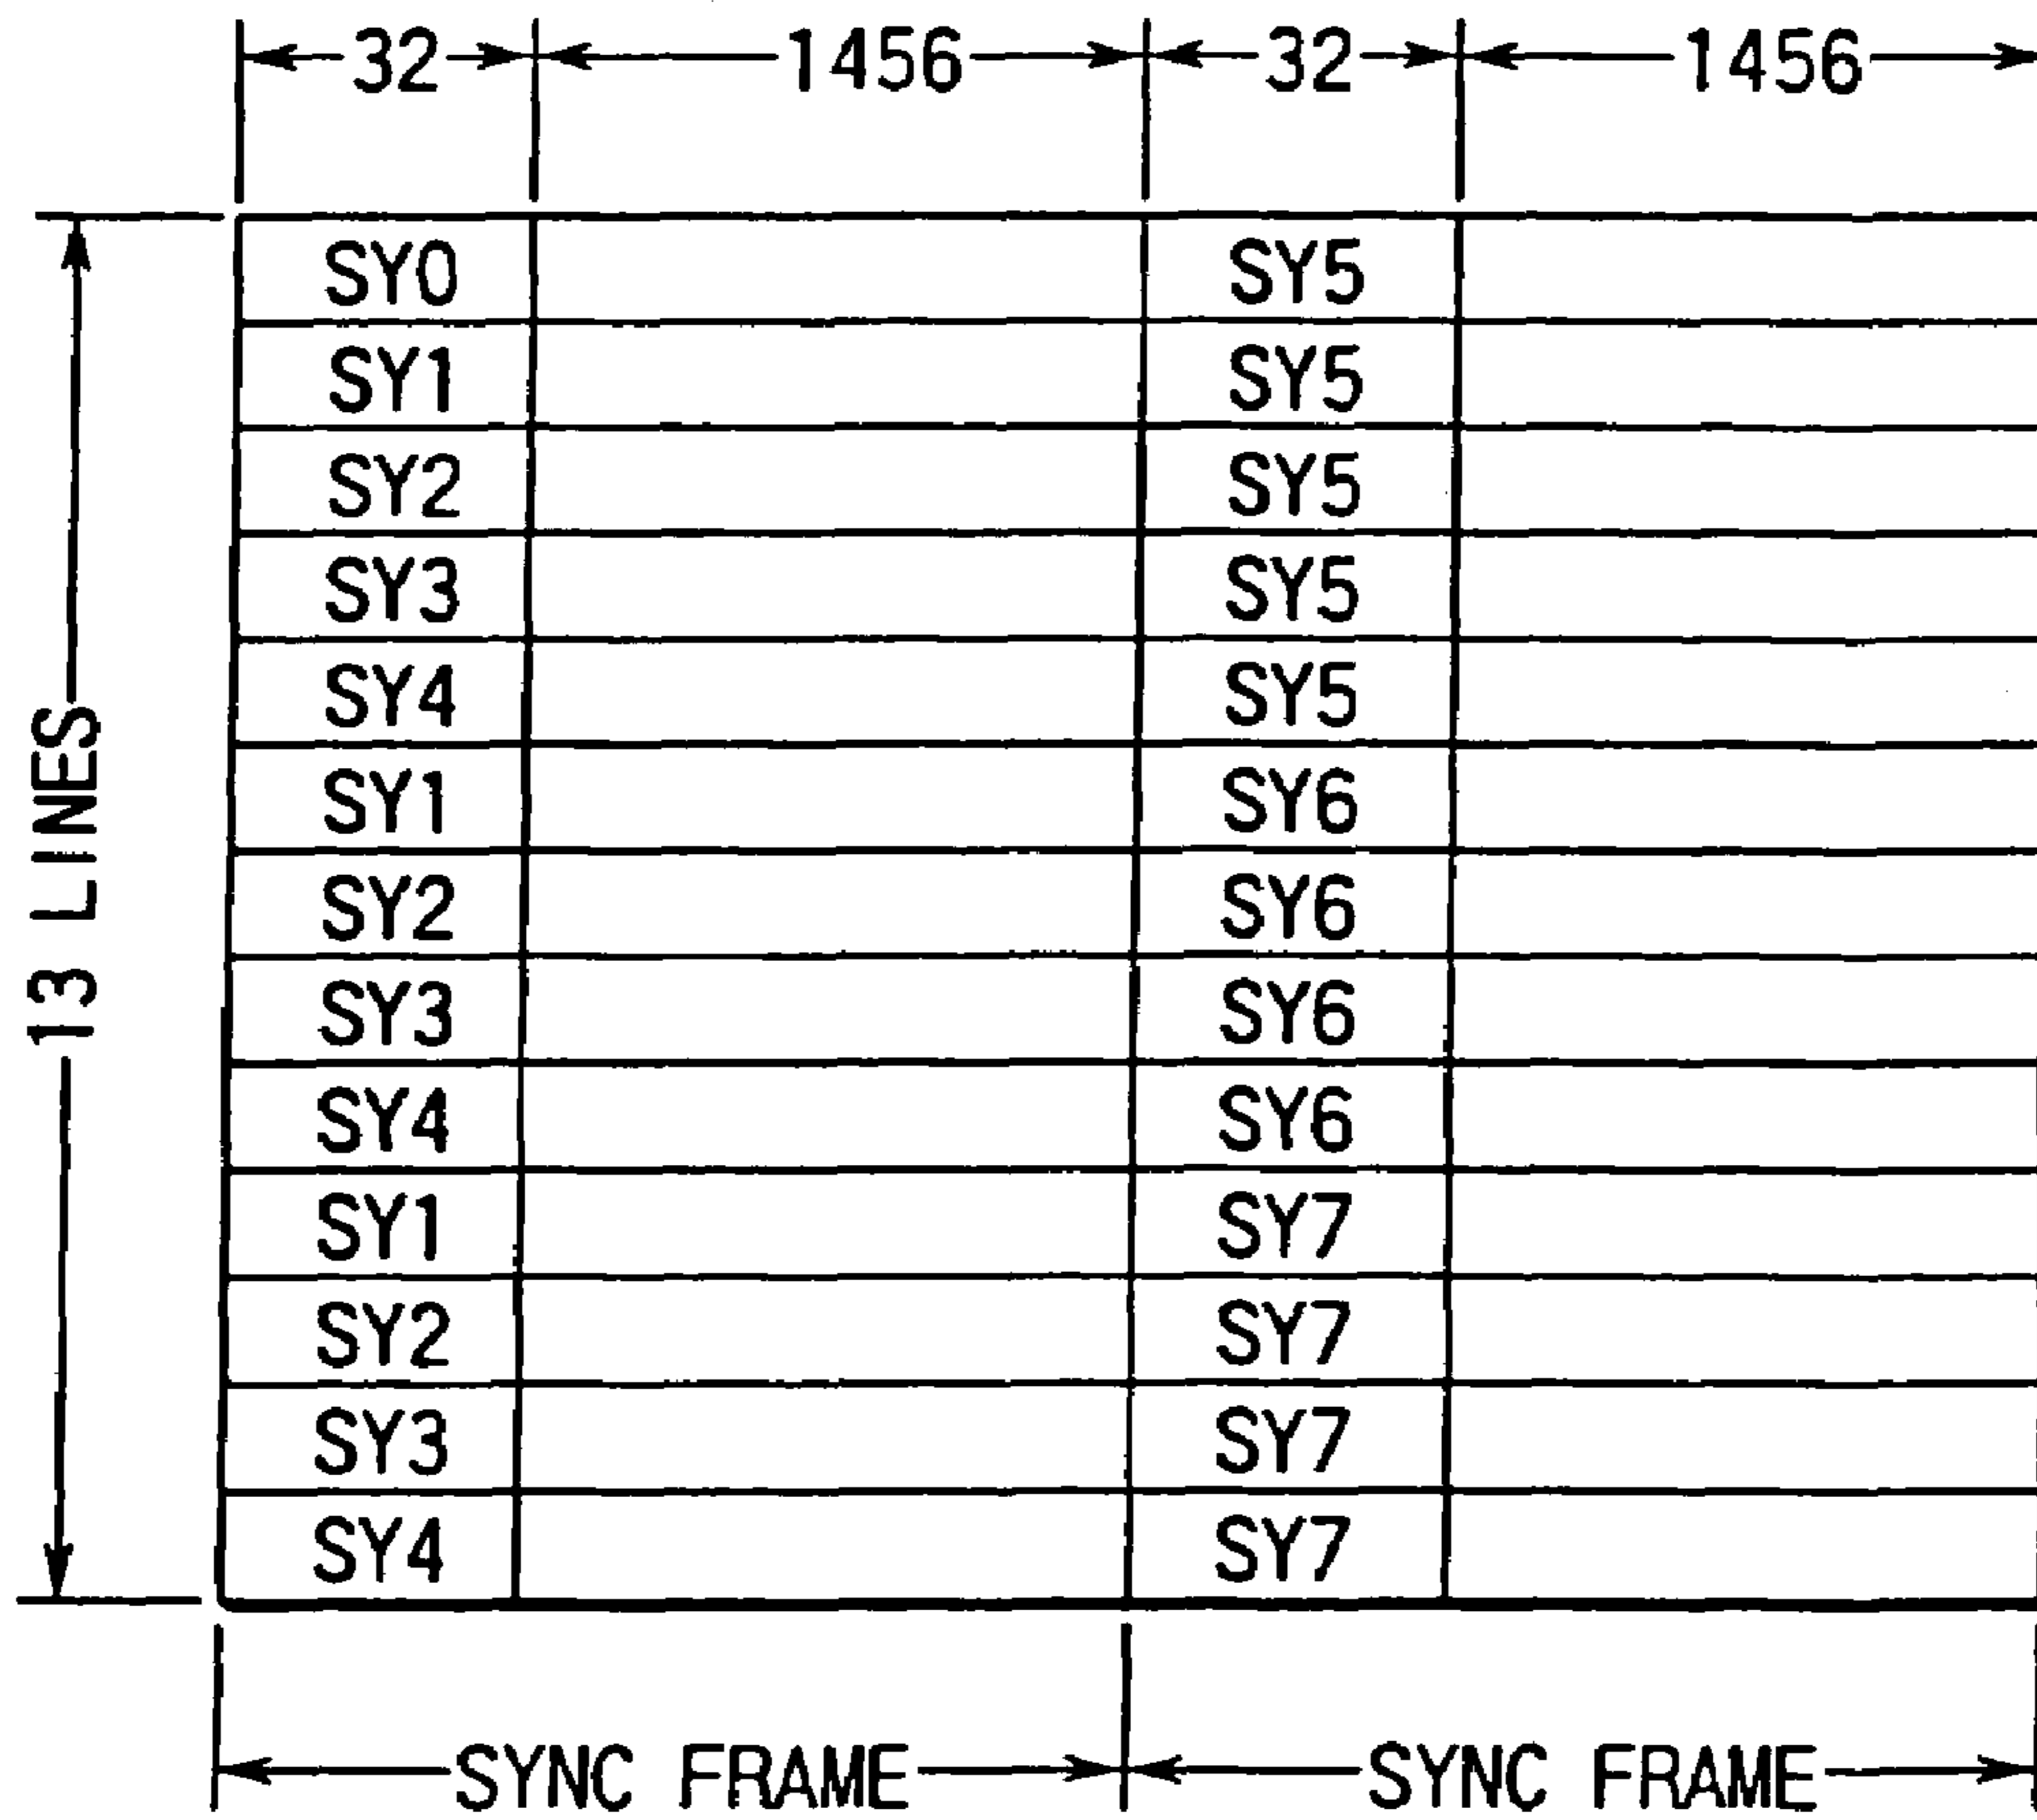 32 1456 32 1456
13 LINES
SY0 SY5
SY1 SY5
SY2 SY5
SY3 SY5
SY4 SY5
SY1 SY6
SY2 SY6
SY3 SY6
SY4 SY6
SY1 SY7
SY2 SY7
SY3 SY7
SY4 SY7
SYNC FRAME SYNC FRAME